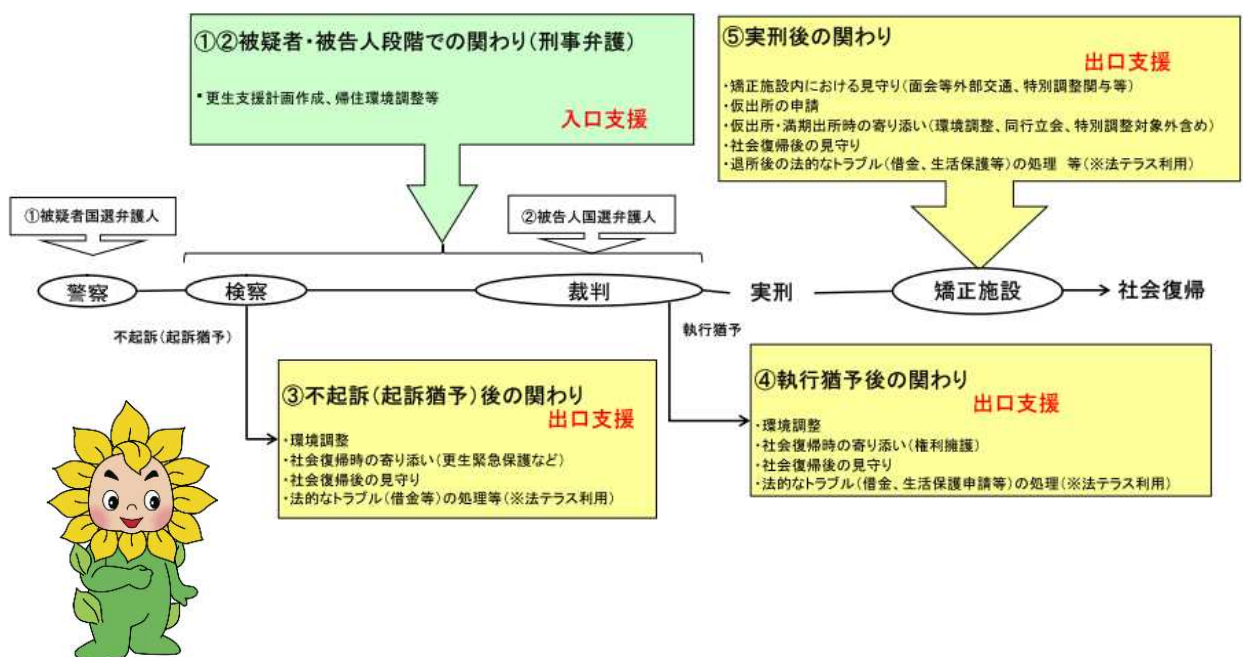 ①②被疑者・被告人段階での関わり(刑事弁護)
・更生支援計画作成、帰住環境調整等
入口支援
⑤実刑後の関わり
出口支援
・矯正施設内における見守り(面会等外部交通、特別調整関与等)
・仮出所の申請
・仮出所・満期出所時の寄り添い(環境調整、同行立会、特別調整対象外含め)
・社会復帰後の見守り
・退所後の法的なトラブル(借金、生活保護等)の処理 等(※法テラス利用)
①被疑者国選弁護人
②被告人国選弁護人
警察
検察
裁判
実刑
矯正施設
社会復帰
不起訴(起訴猶予)
執行猶予
③不起訴(起訴猶予)後の関わり
出口支援
・環境調整
・社会復帰時の寄り添い(更生緊急保護など)
・社会復帰後の見守り
・法的なトラブル(借金等)の処理等(※法テラス利用)
④執行猶予後の関わり
出口支援
・環境調整
・社会復帰時の寄り添い(権利擁護)
・社会復帰後の見守り
・法的なトラブル(借金、生活保護申請等)の処理(※法テラス利用)